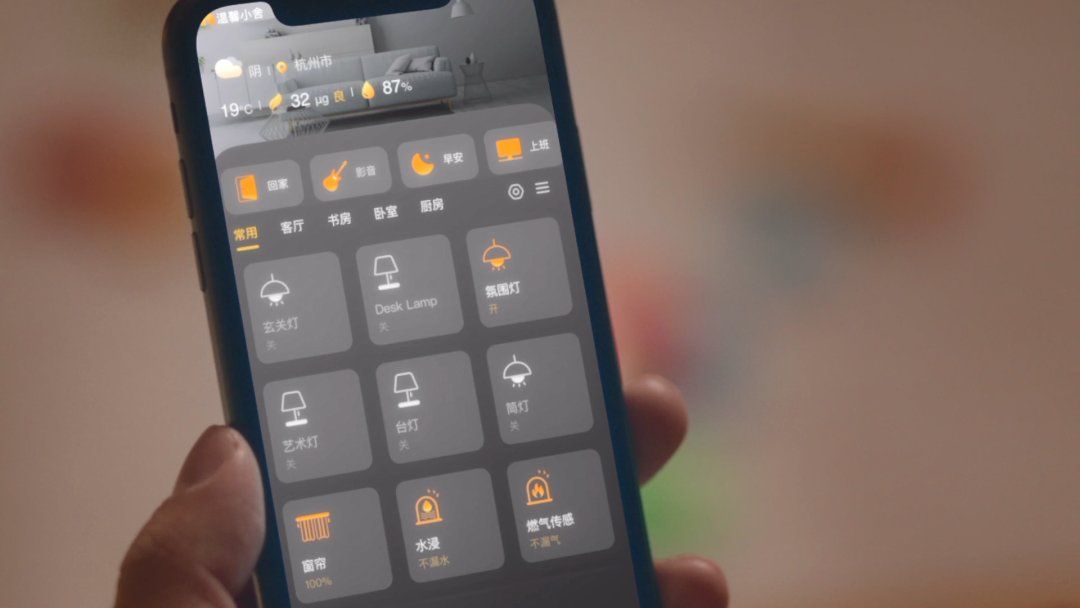 温馨小舍
阴 | 杭州市
19°C | 32 μg 良 | 87%
回家 影音 早安 上班
常用 客厅 书房 卧室 厨房
玄关灯
关
Desk Lamp
关
氛围灯
开
艺术灯
关
台灯
关
筒灯
关
窗帘
100%
水浸
不漏水
燃气传感
不漏气